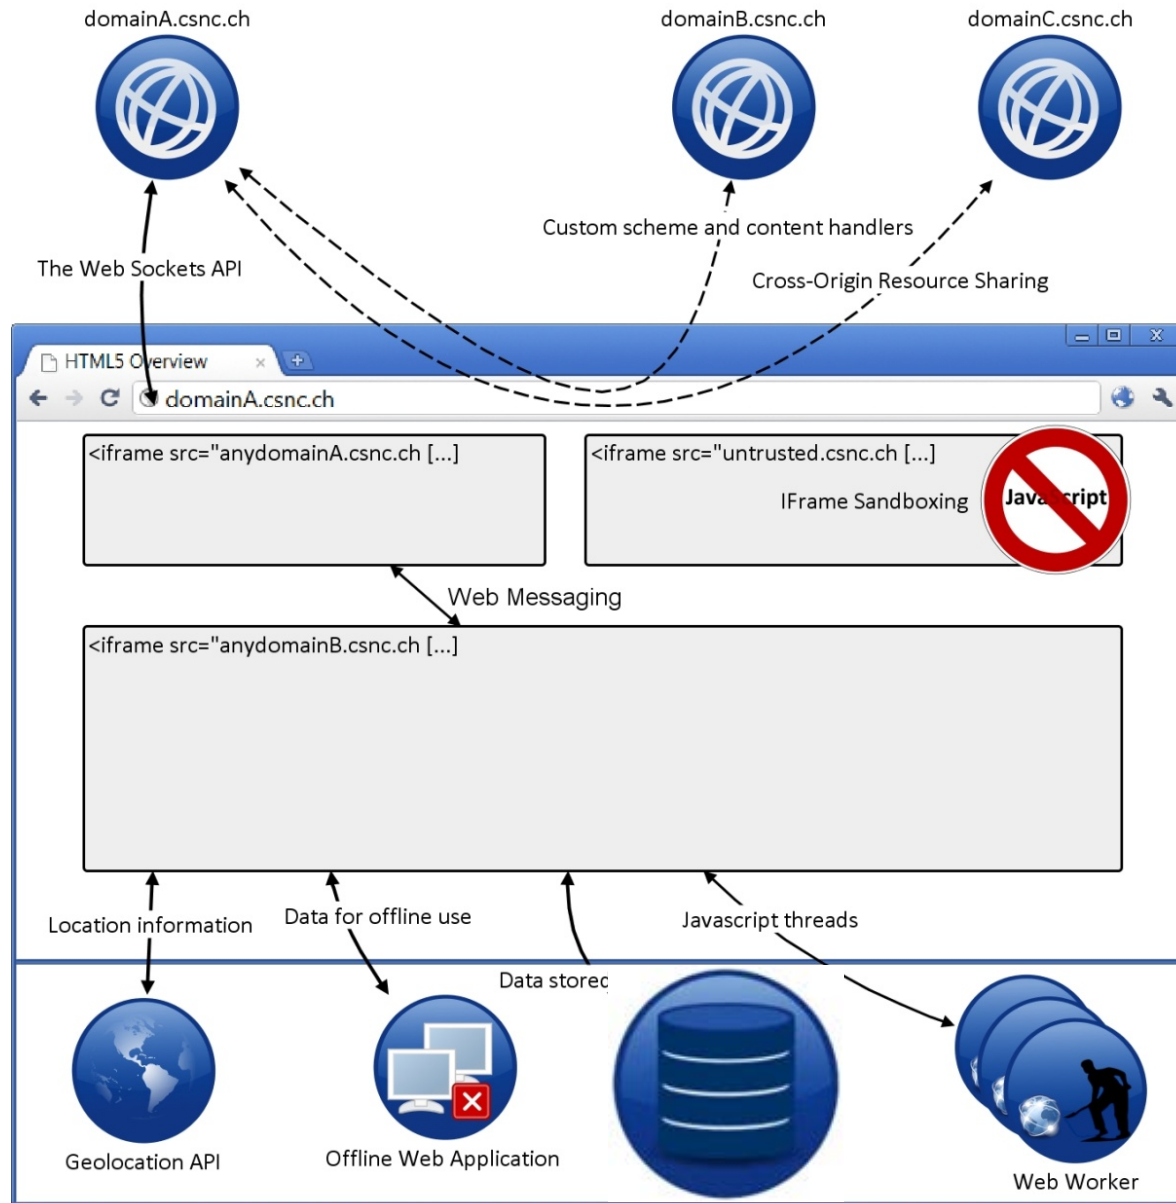 domainA.csnc.ch
domainB.csnc.ch
domainC.csnc.ch
Custom scheme and content handlers
The Web Sockets API
Cross-Origin Resource Sharing
HTML5 Overview
domainA.csnc.ch
<iframe src="anydomainA.csnc.ch [...]
<iframe src="untrusted.csnc.ch [...]
IFrame Sandboxing
JavaScript
Web Messaging
<iframe src="anydomainB.csnc.ch [...]
Location information
Data for offline use
Javascript threads
Data stored
Geolocation API
Offline Web Application
Web Worker